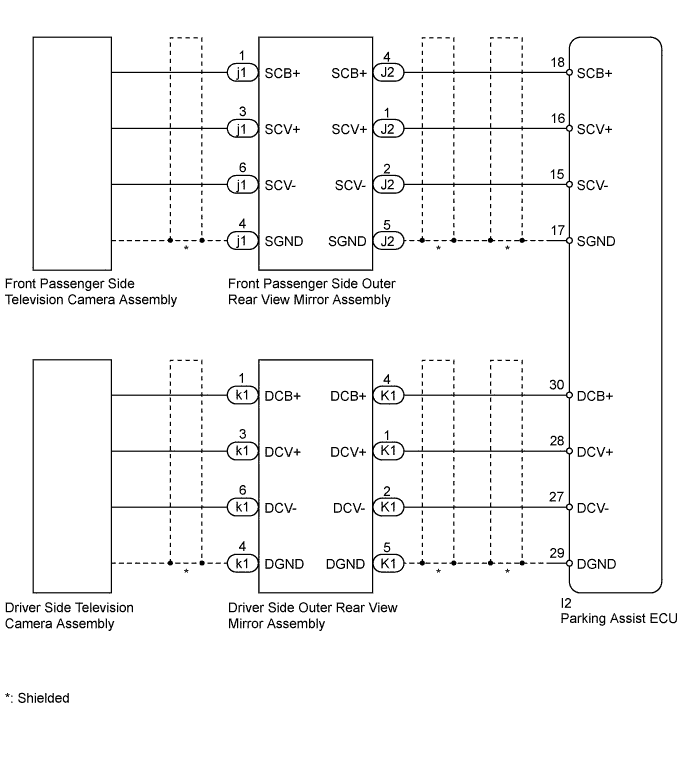 1 4 18
j1 SCB+ SCB+ J2 SCB+
3 1 16
j1 SCV+ SCV+ J2 SCV+
6 2 15
j1 SCV- SCV- J2 SCV-
4 5 17
j1 SGND SGND J2 SGND
* * *
Front Passenger Side
Television Camera Assembly
Front Passenger Side Outer
Rear View Mirror Assembly
1 4 30
k1 DCB+ DCB+ K1 DCB+
3 1 28
k1 DCV+ DCV+ K1 DCV+
6 2 27
k1 DCV- DCV- K1 DCV-
4 5 29
k1 DGND DGND K1 DGND
* * *
Driver Side Television
Camera Assembly
Driver Side Outer Rear View
Mirror Assembly
I2
Parking Assist ECU
*: Shielded